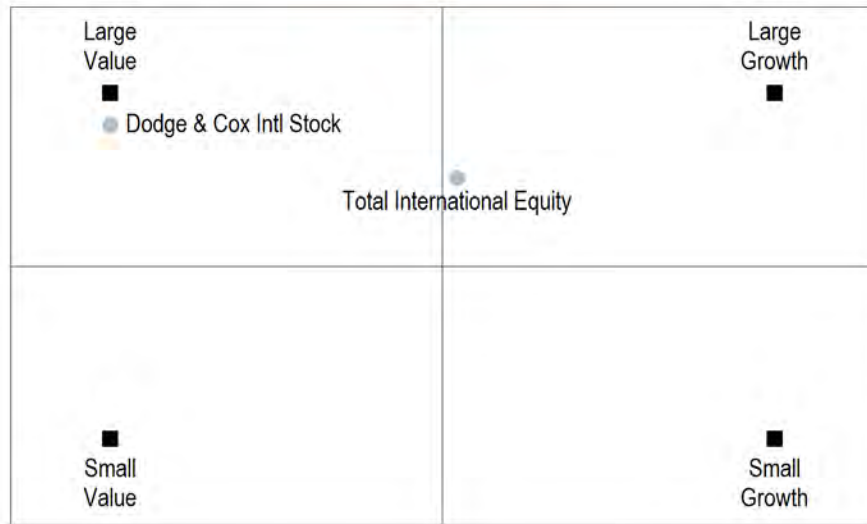 Large
Value
Large
Growth
Dodge & Cox Intl Stock
Total International Equity
Small
Value
Small
Growth